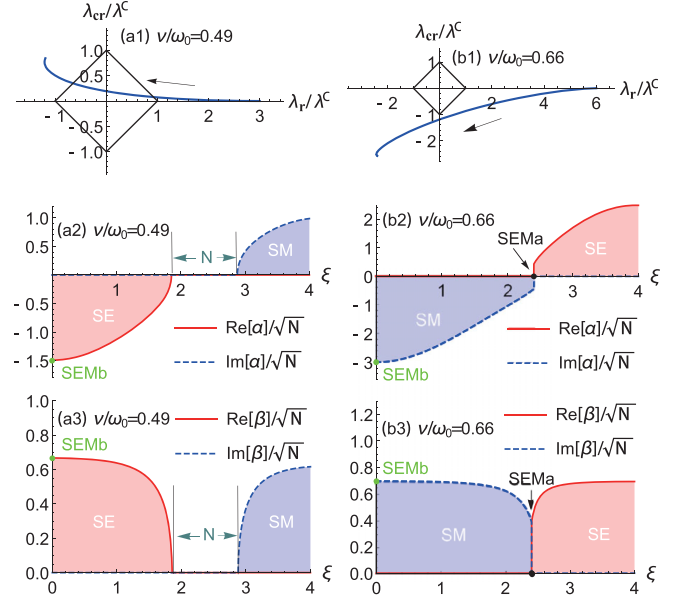 λcr/λᶜ
(a1) ν/ω₀=0.49
1.0
0.5
- 0.5
- 1.0
- 1
1
2
3
λr/λᶜ
λcr/λᶜ
(b1) ν/ω₀=0.66
1
- 1
- 2
- 2
2
4
6
λr/λᶜ
(a2) ν/ω₀=0.49
1.0
0.5
- 0.5
- 1.0
- 1.5
N
SM
SE
1
2
3
4
ξ
Re[α]/√N
Im[α]/√N
SEMb
(b2) ν/ω₀=0.66
2
1
0
- 1
- 2
- 3
SEMa
SE
SM
1
2
3
4
ξ
Re[α]/√N
Im[α]/√N
SEMb
(a3) ν/ω₀=0.49
1.0
0.8
0.6
0.4
0.2
0.0
SEMb
Re[β]/√N
Im[β]/√N
SE
N
SM
0
1
2
3
4
ξ
(b3) ν/ω₀=0.66
1.2
1.0
0.8
0.6
0.4
0.2
0.0
SEMb
Re[β]/√N
Im[β]/√N
SEMa
SM
SE
0
1
2
3
4
ξ